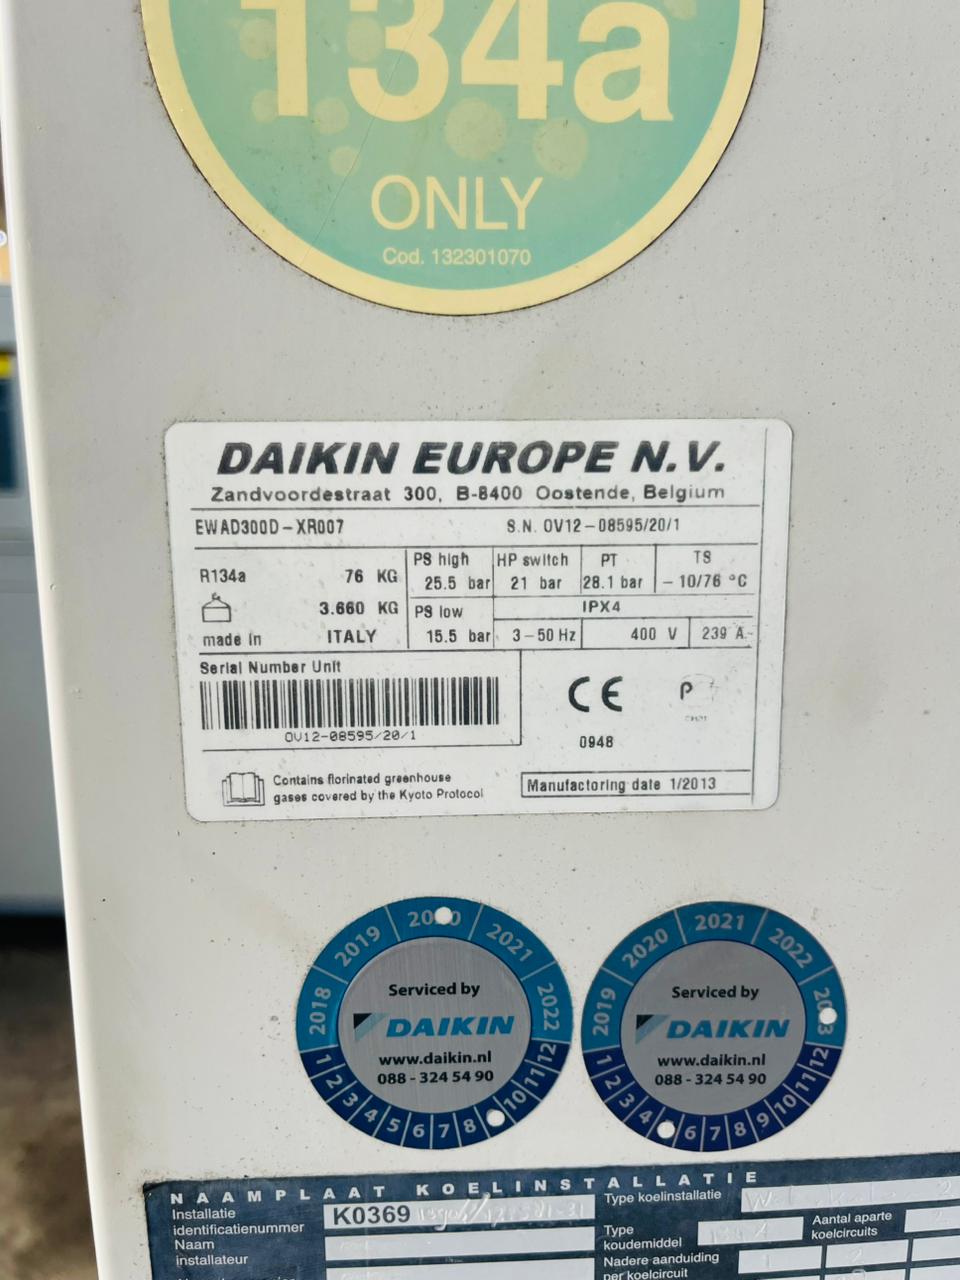 134a
ONLY
Cod. 132301070
DAIKIN EUROPE N.V.
Zandvoordestraat 300, B-8400 Oostende, Belgium
EWAD300D-XR007 S.N. OV12-08595/20/1
R134a 76 KG
3.660 KG
made in ITALY
PS high
25.5 bar
PS low
15.5 bar
HP switch
21 bar
PT
28.1 bar
TS
-10/76 °C
IPX4
3-50 Hz 400 V 239 A
Serial Number Unit
OV12-08595/20/1
CE
0948
P
Contains florinated greenhouse
gases covered by the Kyoto Protocol
Manufactoring date 1/2013
2018 2019 2020 2021 2022
Serviced by
DAIKIN
www.daikin.nl
088 - 324 54 90
1 2 3 4 5 6 7 8 10 11 12
2019 2020 2021 2022 2023
Serviced by
DAIKIN
www.daikin.nl
088 - 324 54 90
1 2 3 4 6 7 8 9 10 11 12
NAAMPLAAT KOELINSTALLATIE
Installatie
identificatienummer
K0369
Naam
installateur
Type koelinstallatie
Type
koudemiddel
Aantal aparte
koelcircuits
Nadere aanduiding
per koelcircuit
1 2